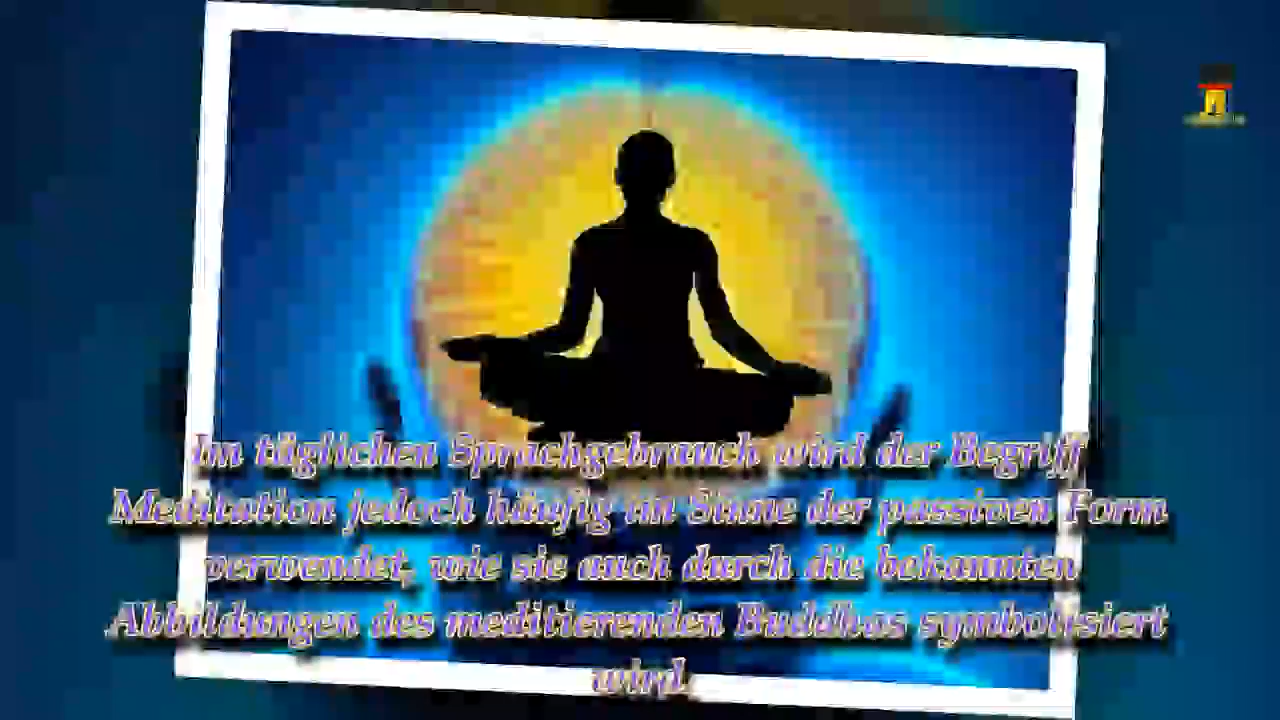 Im täglichen Sprachgebrauch wird der Begriff
Meditation jedoch häufig im Sinne der passiven Form
verwendet, wie sie auch durch die bekannten
Abbildungen des meditierenden Buddhas symbolisiert
wird.